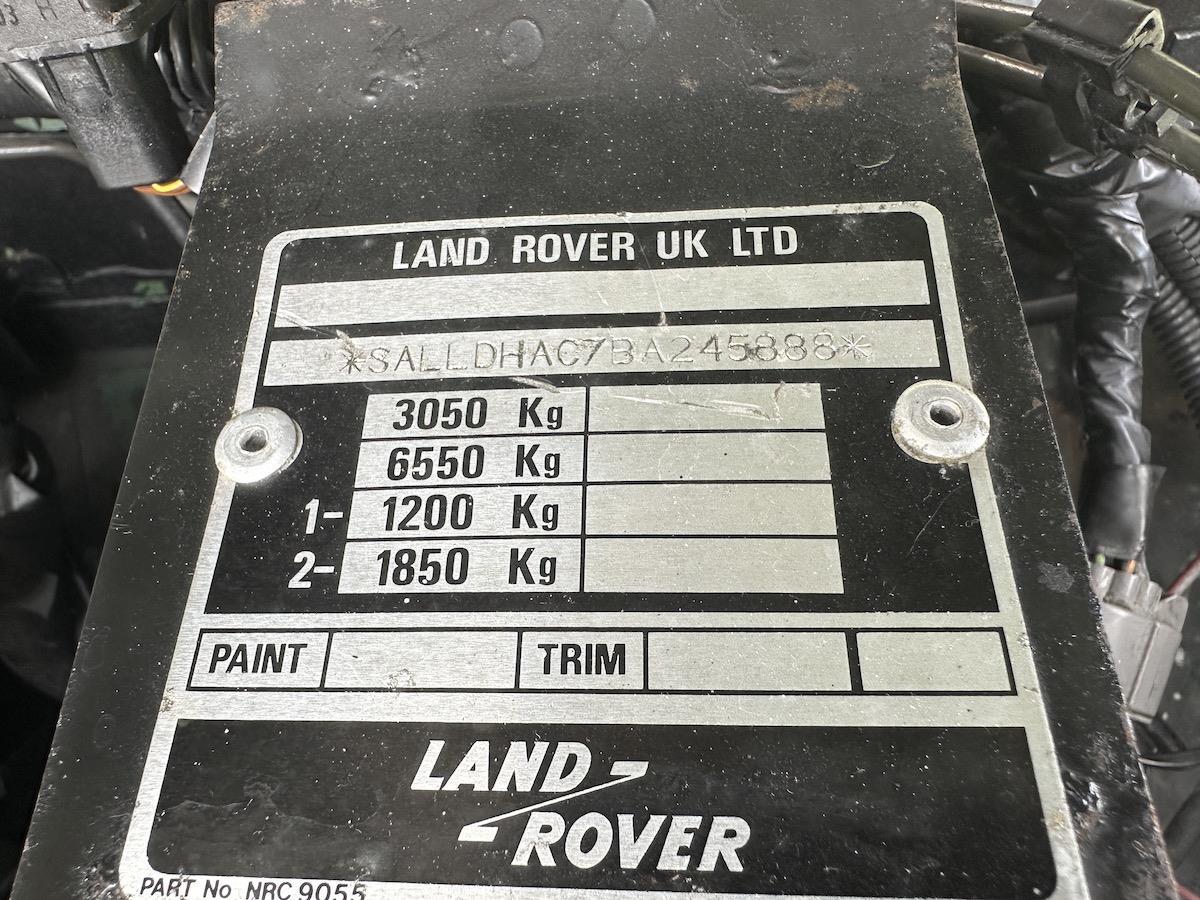 LAND ROVER UK LTD
*SALLDHAC7BA245888*
3050 Kg
6550 Kg
1- 1200 Kg
2- 1850 Kg
PAINT TRIM
LAND
ROVER
PART No NRC 9055